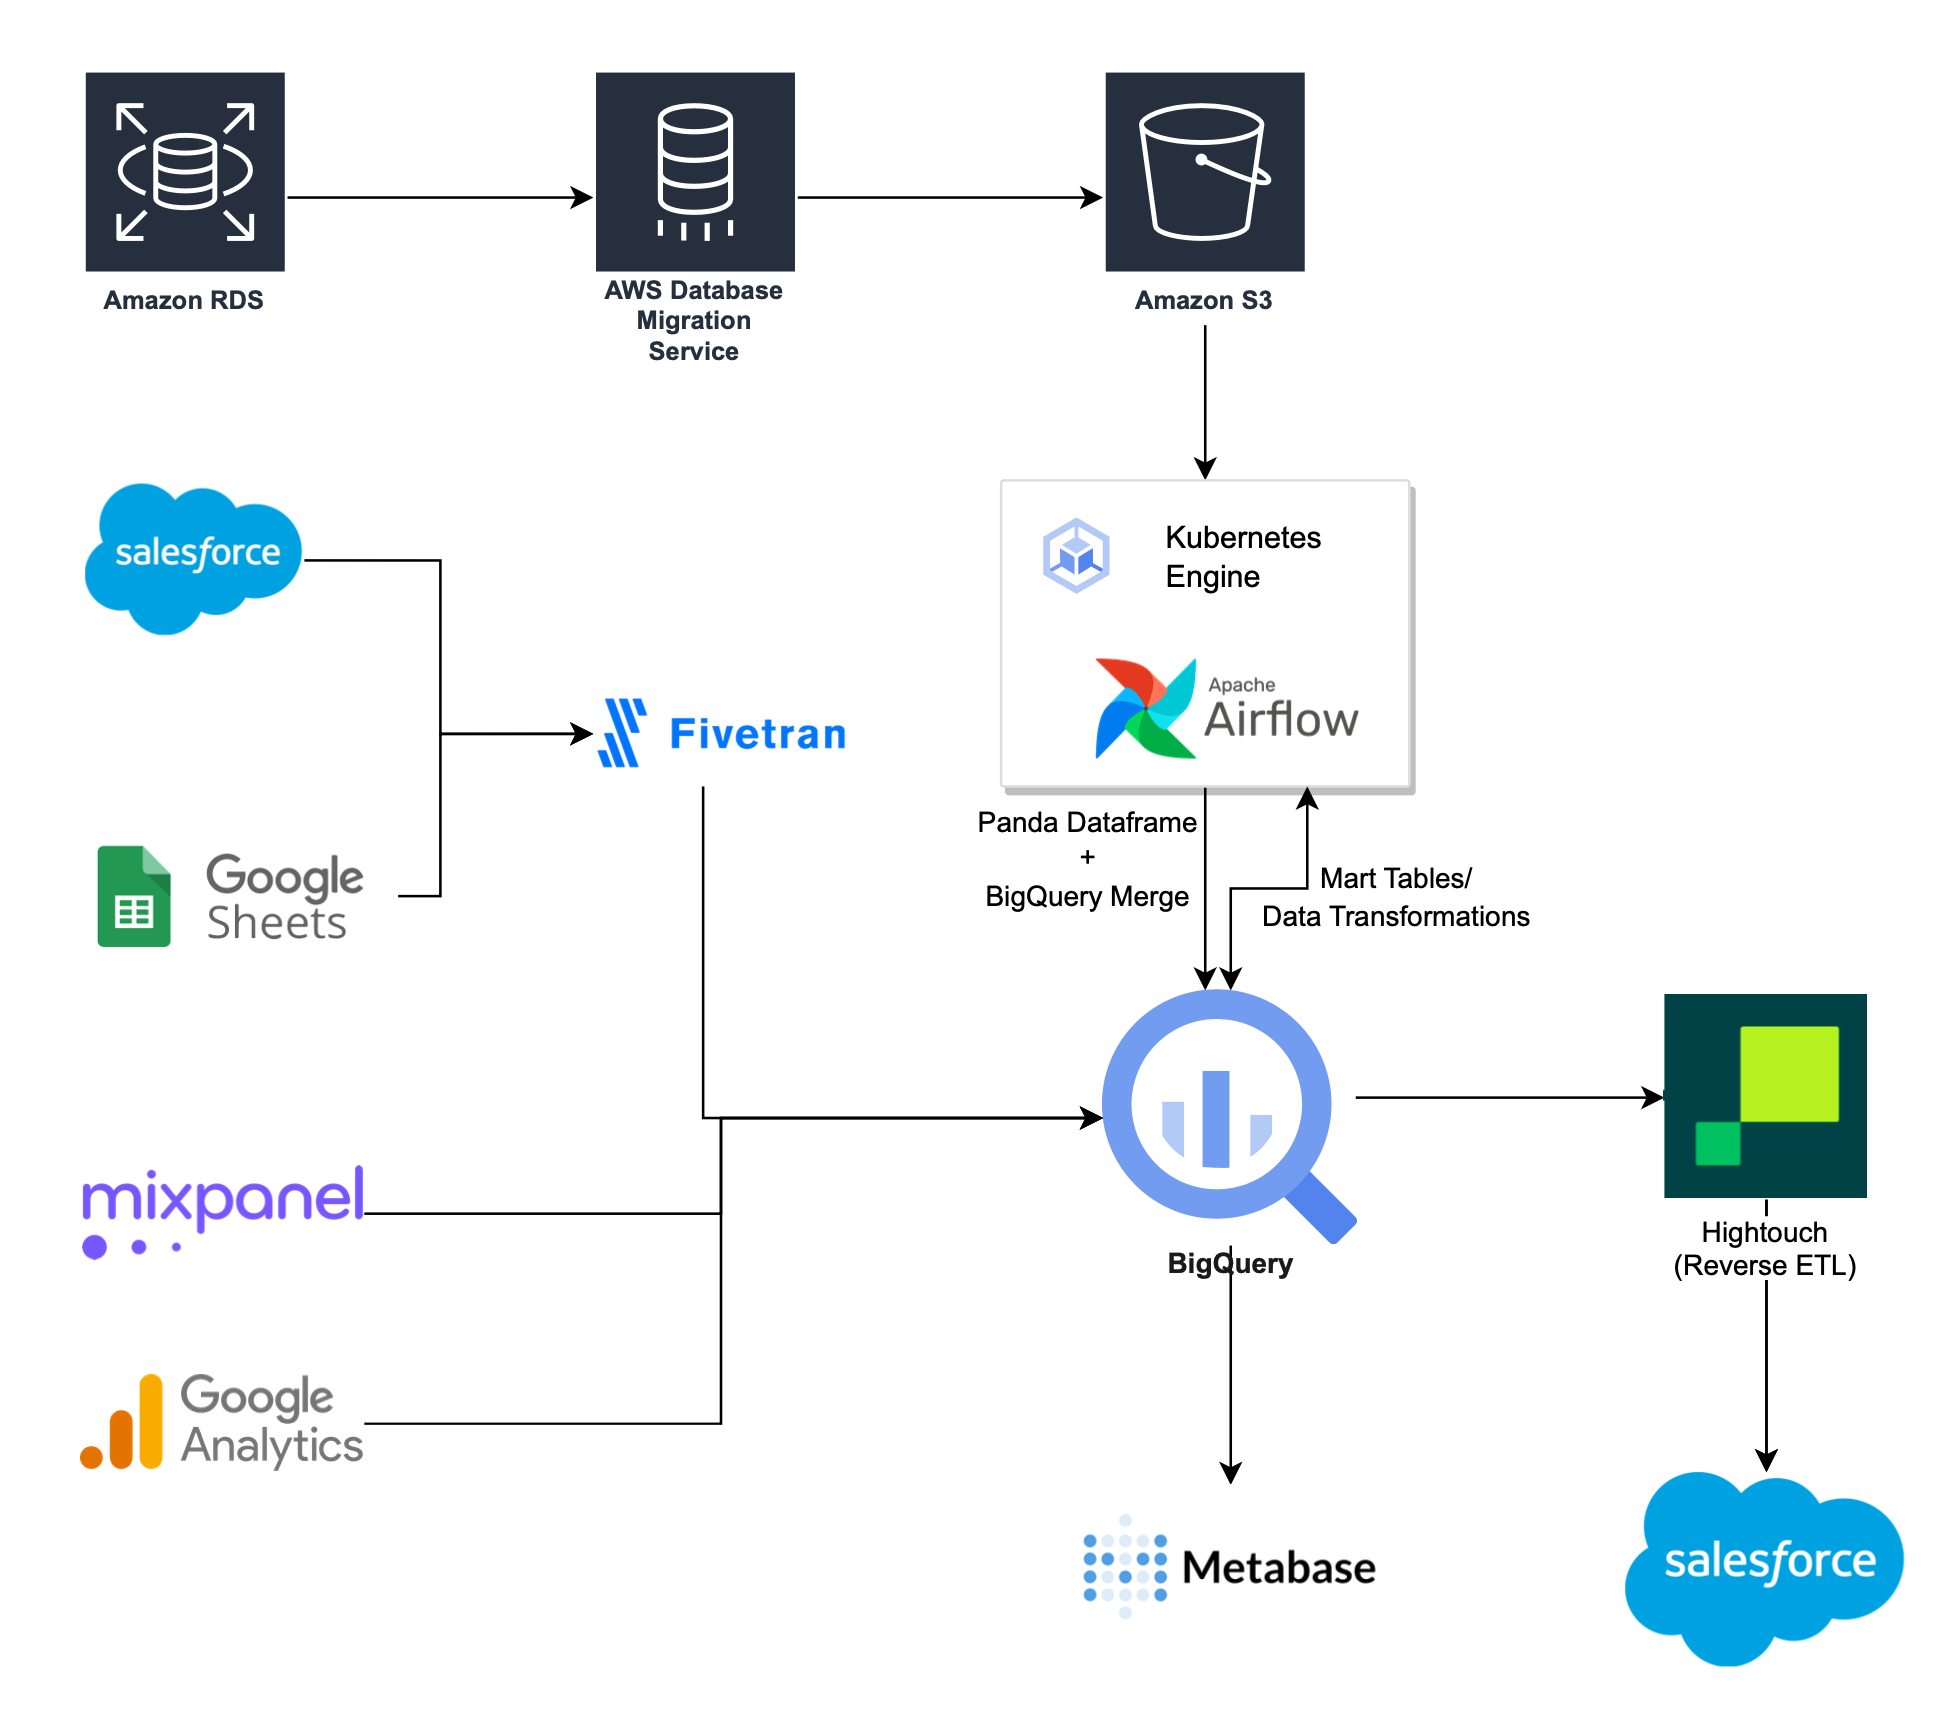 Amazon RDS
AWS Database
Migration
Service
Amazon S3
salesforce
Kubernetes
Engine
Apache
Airflow
Fivetran
Google
Sheets
Panda Dataframe
+
BigQuery Merge
Mart Tables/
Data Transformations
mixpanel
BigQuery
Hightouch
(Reverse ETL)
Google
Analytics
Metabase
salesforce